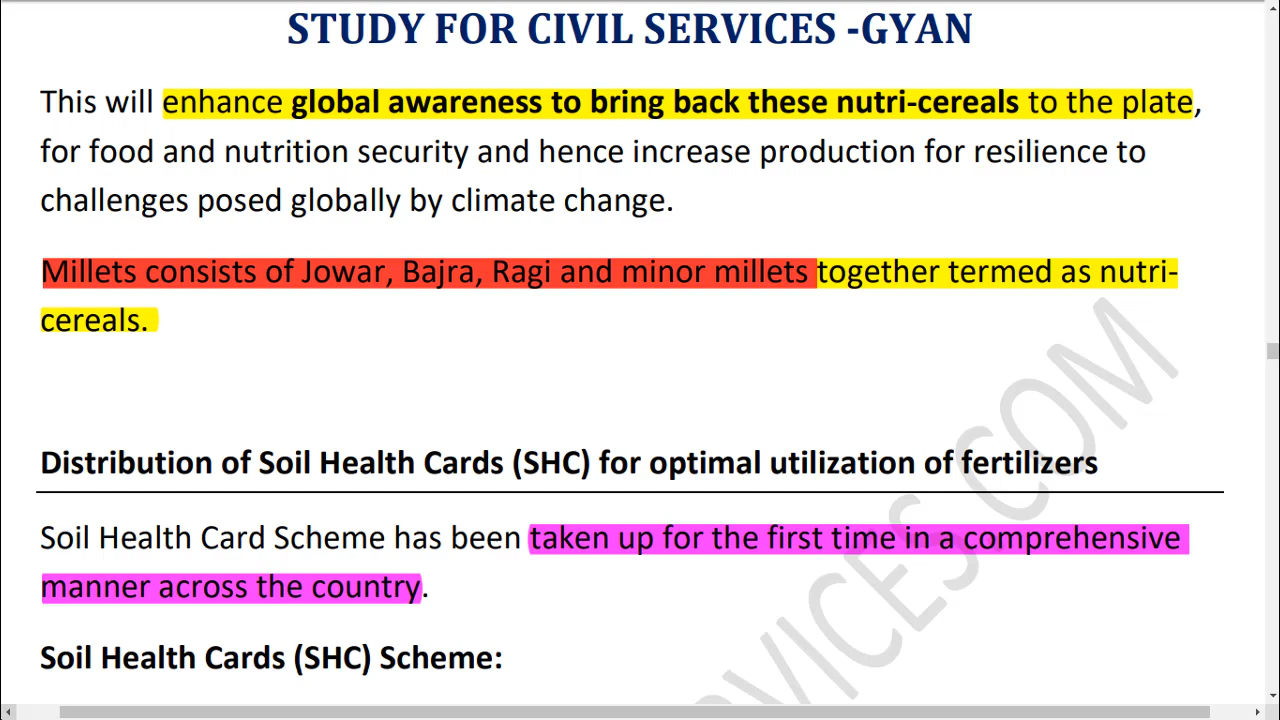 STUDY FOR CIVIL SERVICES -GYAN
This will enhance global awareness to bring back these nutri-cereals to the plate,
for food and nutrition security and hence increase production for resilience to
challenges posed globally by climate change.
Millets consists of Jowar, Bajra, Ragi and minor millets together termed as nutri-
cereals.
Distribution of Soil Health Cards (SHC) for optimal utilization of fertilizers
Soil Health Card Scheme has been taken up for the first time in a comprehensive
manner across the country.
Soil Health Cards (SHC) Scheme:
RVICES.COM